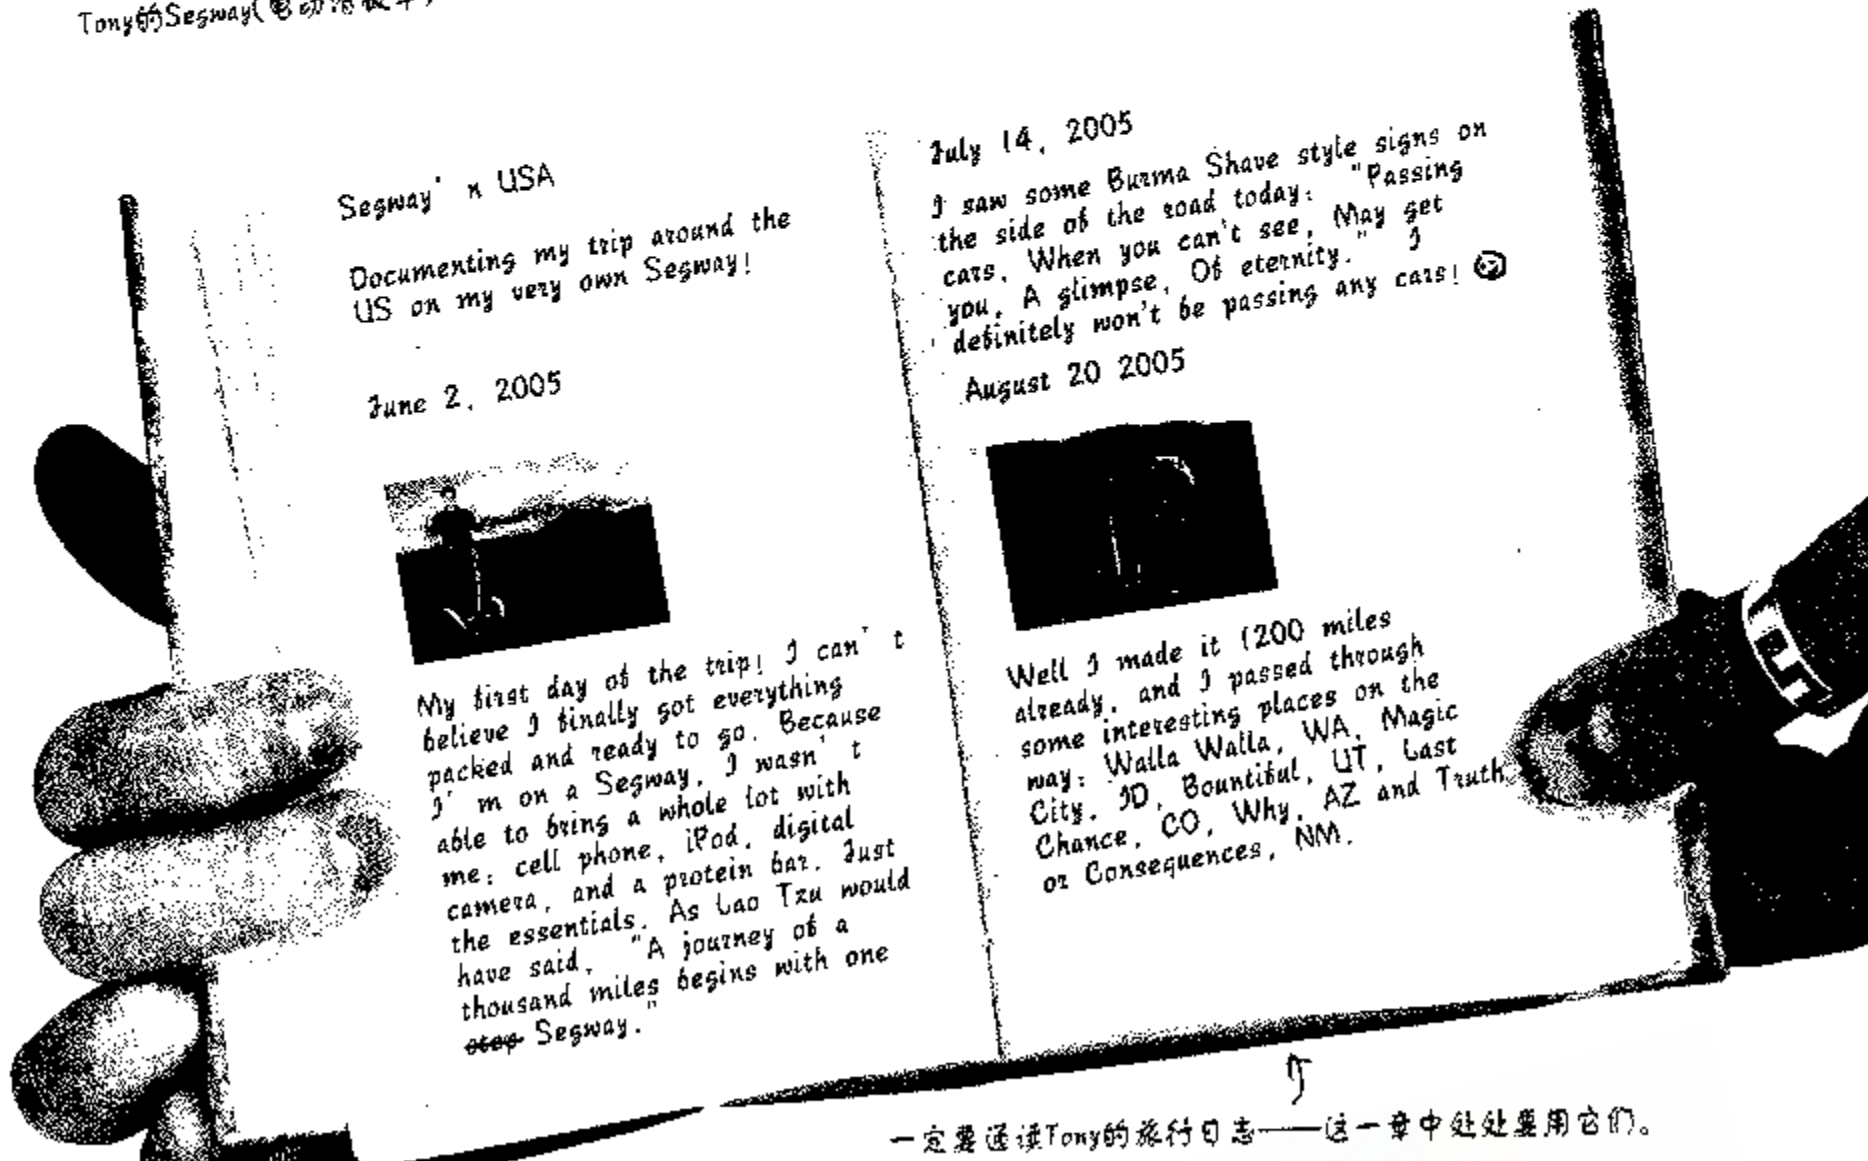 Tony的Segway(电动滑板车)
Segway' n USA
Documenting my trip around the
US on my very own Segway!
June 2, 2005
My first day of the trip! I can' t
believe I finally got everything
packed and ready to go. Because
I' m on a Segway, I wasn' t
able to bring a whole lot with
me: cell phone, iPod, digital
camera, and a protein bar. Just
the essentials. As Lao Tzu would
have said, "A journey of a
thousand miles begins with one
step Segway."
July 14, 2005
I saw some Burma Shave style signs on
the side of the road today: "Passing
cars, When you can't see, May get
you, A glimpse, Of eternity." I
definitely won't be passing any cars!
August 20 2005
Well I made it 1200 miles
already, and I passed through
some interesting places on the
way: Walla Walla, WA, Magic
City, ID, Bountiful, UT, Last
Chance, CO, Why, AZ and Truth
or Consequences, NM.
一定要通读Tony的旅行日志——这一章中处处要用它们。